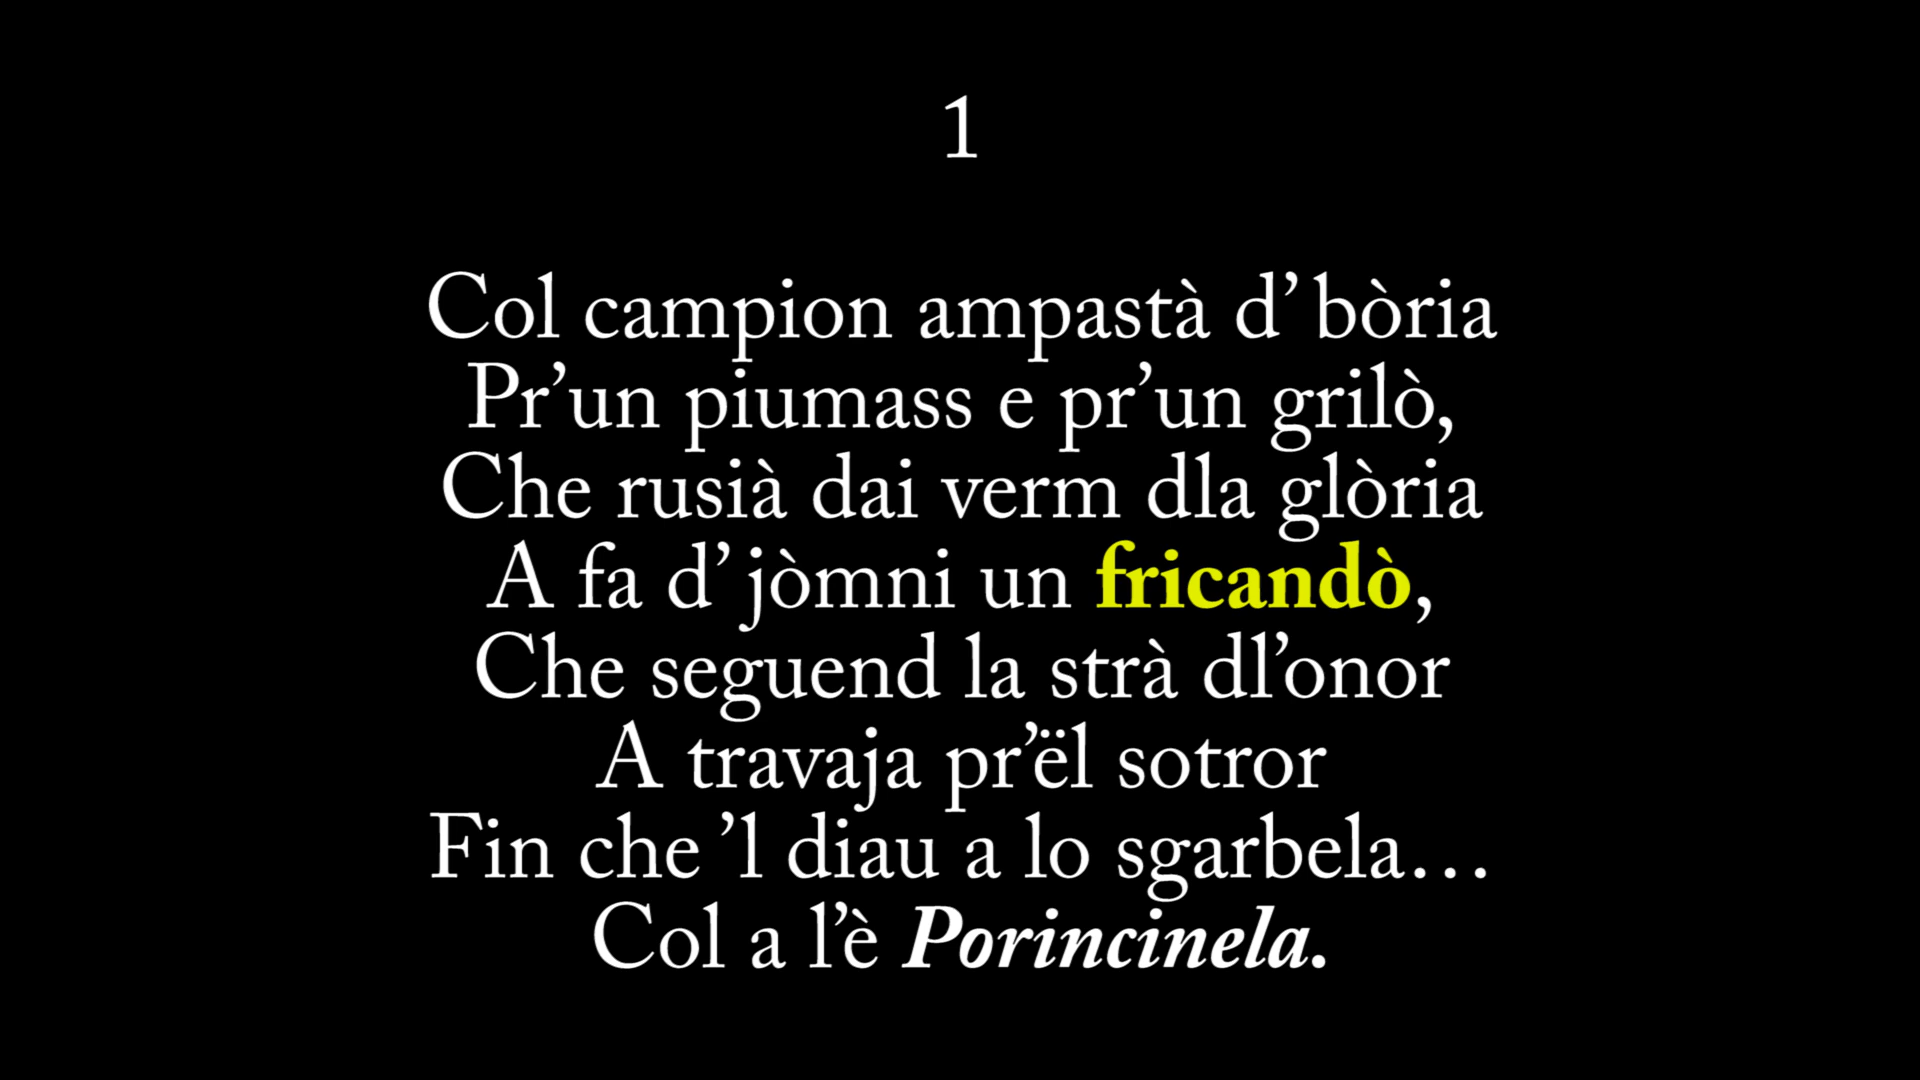 1
Col campion ampastà d’ bòria
Pr’un piumass e pr’un grilò,
Che rusià dai verm dla glòria
A fa d’ jòmni un fricandò,
Che seguend la strà dl’onor
A travaja pr’ël sotror
Fin che ’l diau a lo sgarbela…
Col a l’è Porincinela.